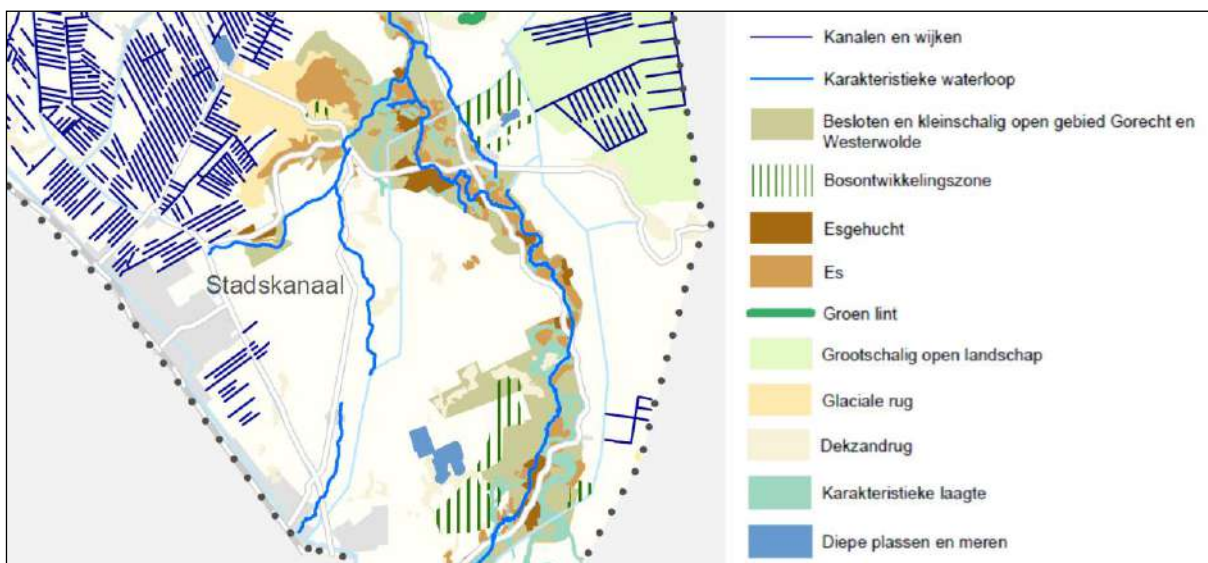 Stadskanaal
Kanalen en wijken
Karakteristieke waterloop
Besloten en kleinschalig open gebied Gorecht en
Westerwolde
Bosontwikkelingszone
Esgehucht
Es
Groen lint
Grootschalig open landschap
Glaciale rug
Dekzandrug
Karakteristieke laagte
Diepe plassen en meren